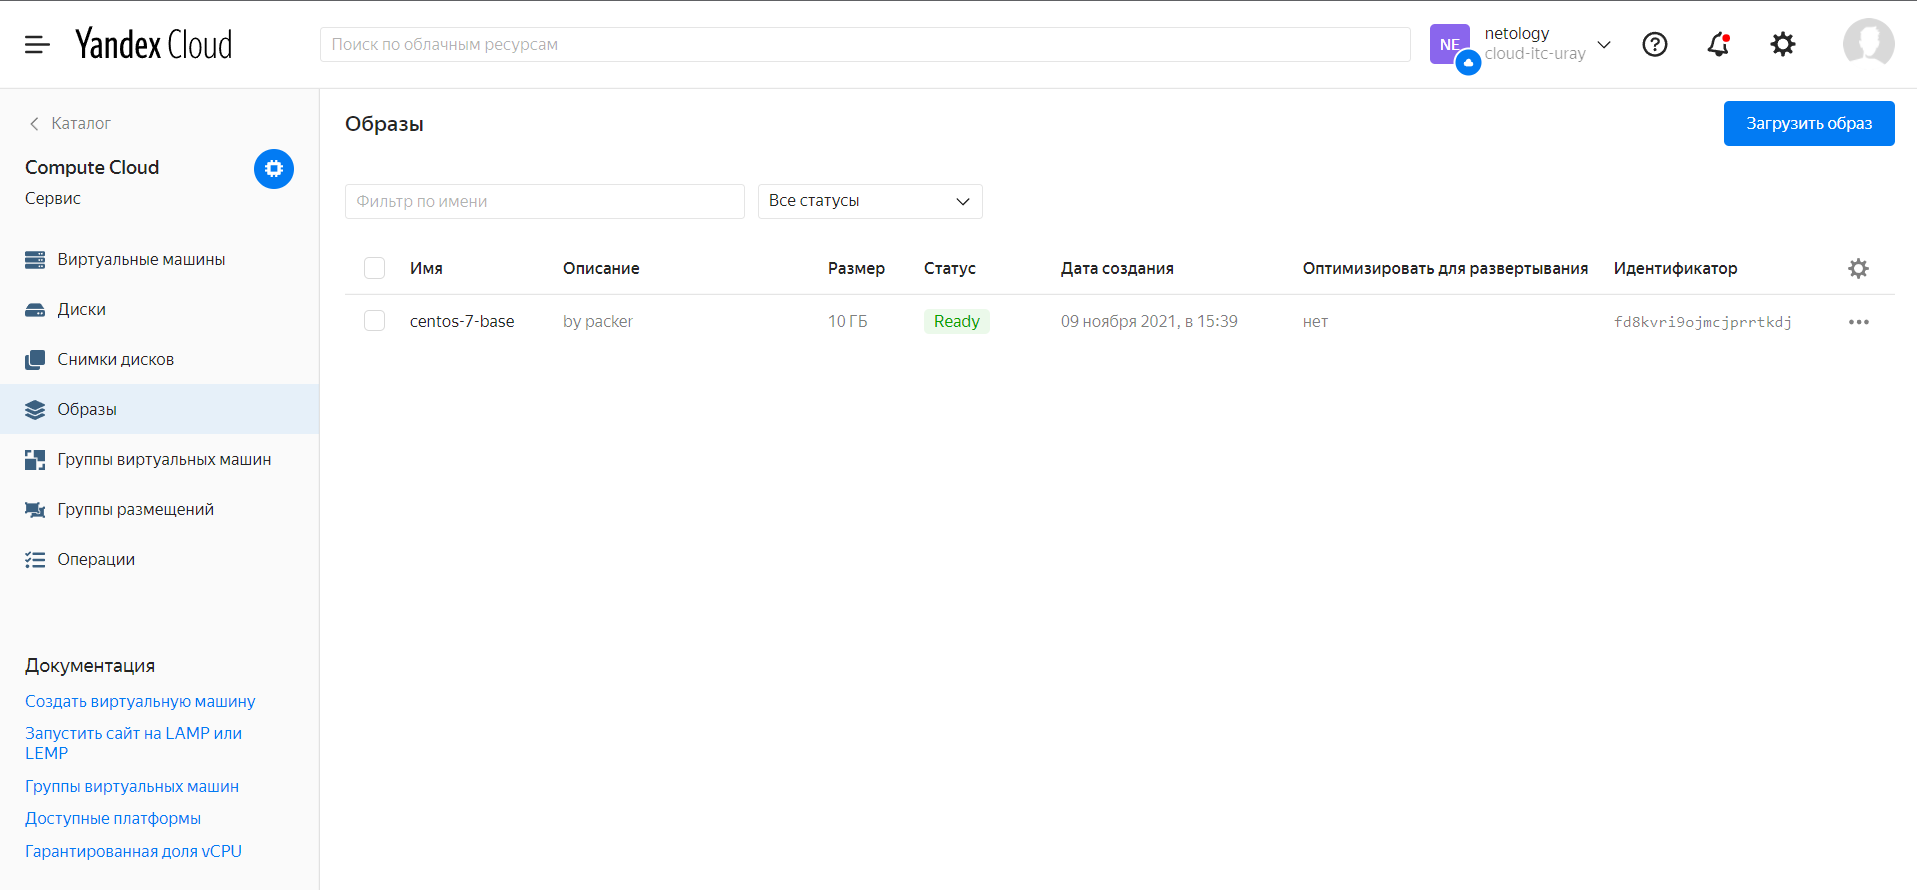 Yandex Cloud
Поиск по облачным ресурсам
NE
netology
cloud-itc-uray
Каталог
Compute Cloud
Сервис
Виртуальные машины
Диски
Снимки дисков
Образы
Группы виртуальных машин
Группы размещений
Операции
Документация
Создать виртуальную машину
Запустить сайт на LAMP или
LEMP
Группы виртуальных машин
Доступные платформы
Гарантированная доля vCPU
Образы
Загрузить образ
Фильтр по имени
Все статусы
Имя Описание Размер Статус Дата создания Оптимизировать для развертывания Идентификатор
centos-7-base by packer 10 ГБ Ready 09 ноября 2021, в 15:39 нет fd8kvri9ojmcjprrtkdj